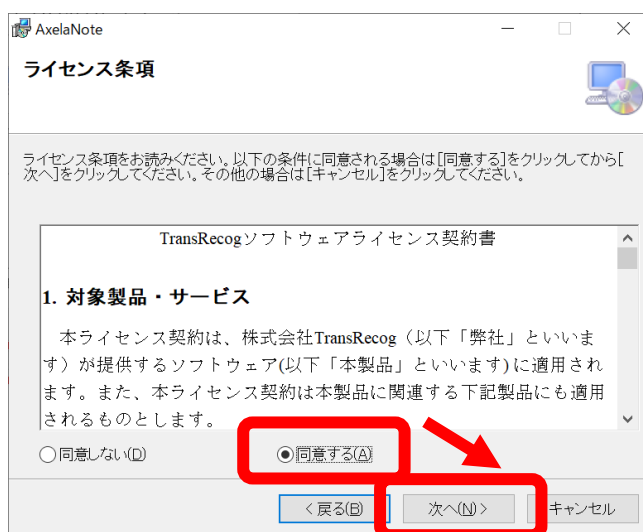 AxelaNote
ライセンス条項
ライセンス条項をお読みください。以下の条件に同意される場合は[同意する]をクリックしてから[
次へ]をクリックしてください。その他の場合は[キャンセル]をクリックしてください。
TransRecogソフトウェアライセンス契約書
1. 対象製品・サービス
本ライセンス契約は、株式会社TransRecog（以下「弊社」といいま
す）が提供するソフトウェア(以下「本製品」といいます)に適用され
ます。また、本ライセンス契約は本製品に関連する下記製品にも適用
されるものとします。
同意しない(D) 同意する(A)
< 戻る(B) 次へ(N) > キャンセル